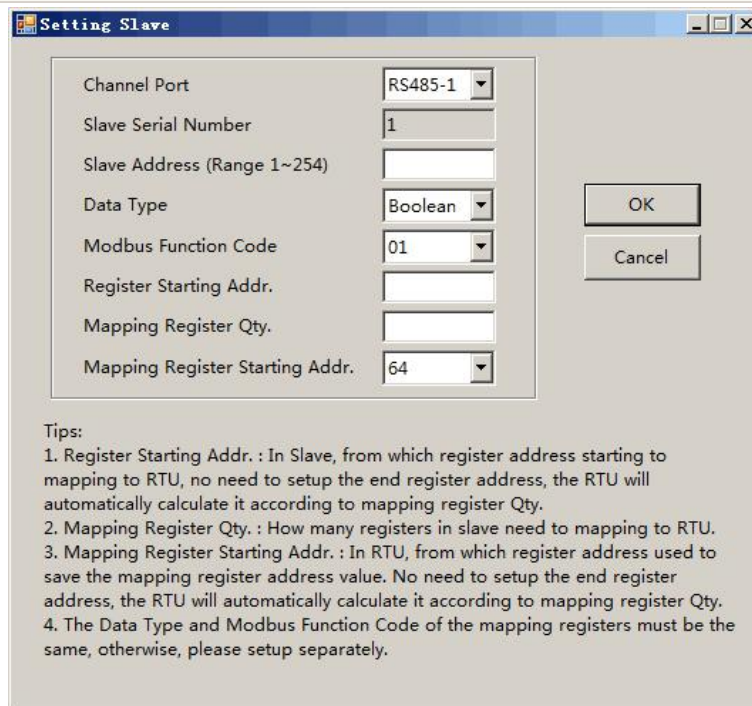 Setting Slave
Channel Port RS485-1
Slave Serial Number 1
Slave Address (Range 1~254)
Data Type Boolean
OK
Modbus Function Code 01
Cancel
Register Starting Addr.
Mapping Register Qty.
Mapping Register Starting Addr. 64
Tips:
1. Register Starting Addr. : In Slave, from which register address starting to
mapping to RTU, no need to setup the end register address, the RTU will
automatically calculate it according to mapping register Qty.
2. Mapping Register Qty. : How many registers in slave need to mapping to RTU.
3. Mapping Register Starting Addr. : In RTU, from which register address used to
save the mapping register address value. No need to setup the end register
address, the RTU will automatically calculate it according to mapping register Qty.
4. The Data Type and Modbus Function Code of the mapping registers must be the
same, otherwise, please setup separately.